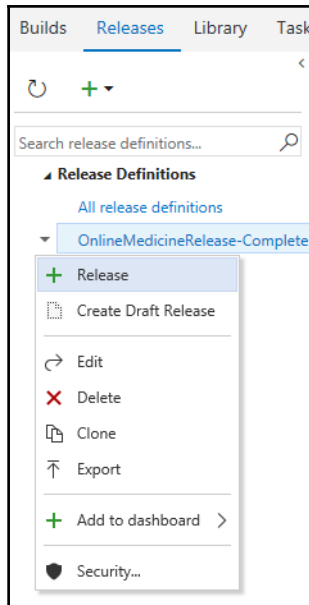 Builds Releases Library Task
Search release definitions...
Release Definitions
All release definitions
OnlineMedicineRelease-Complete
Release
Create Draft Release
Edit
Delete
Clone
Export
Add to dashboard
Security...